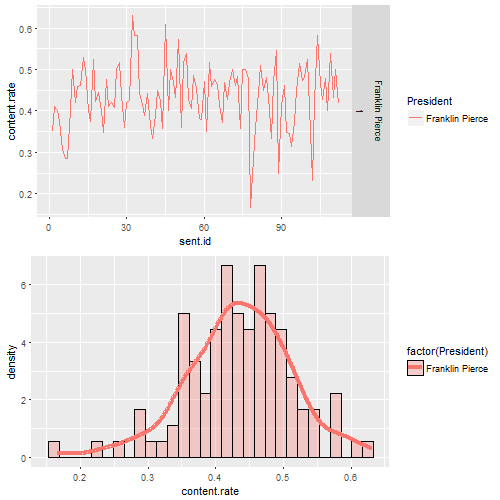 content.rate
0.6
0.5
0.4
0.3
0.2
0
30
60
90
sent.id
Franklin Pierce
1
President
Franklin Pierce
density
6
4
2
0
0.2
0.3
0.4
0.5
0.6
content.rate
factor(President)
Franklin Pierce